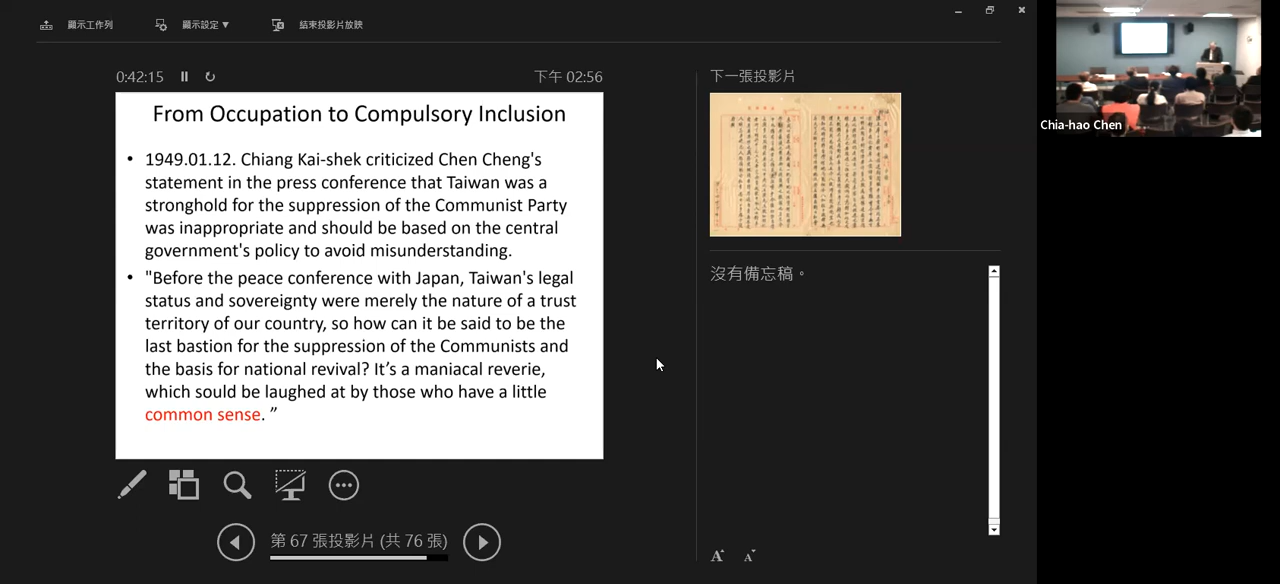 顯示工作列
顯示設定 ▼
結束投影片放映
0:42:15
下午 02:56
下一張投影片
From Occupation to Compulsory Inclusion
• 1949.01.12. Chiang Kai-shek criticized Chen Cheng's
statement in the press conference that Taiwan was a
stronghold for the suppression of the Communist Party
was inappropriate and should be based on the central
government's policy to avoid misunderstanding.
• "Before the peace conference with Japan, Taiwan's legal
status and sovereignty were merely the nature of a trust
territory of our country, so how can it be said to be the
last bastion for the suppression of the Communists and
the basis for national revival? It’s a maniacal reverie,
which sould be laughed at by those who have a little
common sense. ”
沒有備忘稿。
第 67 張投影片 (共 76 張)
A A
Chia-hao Chen